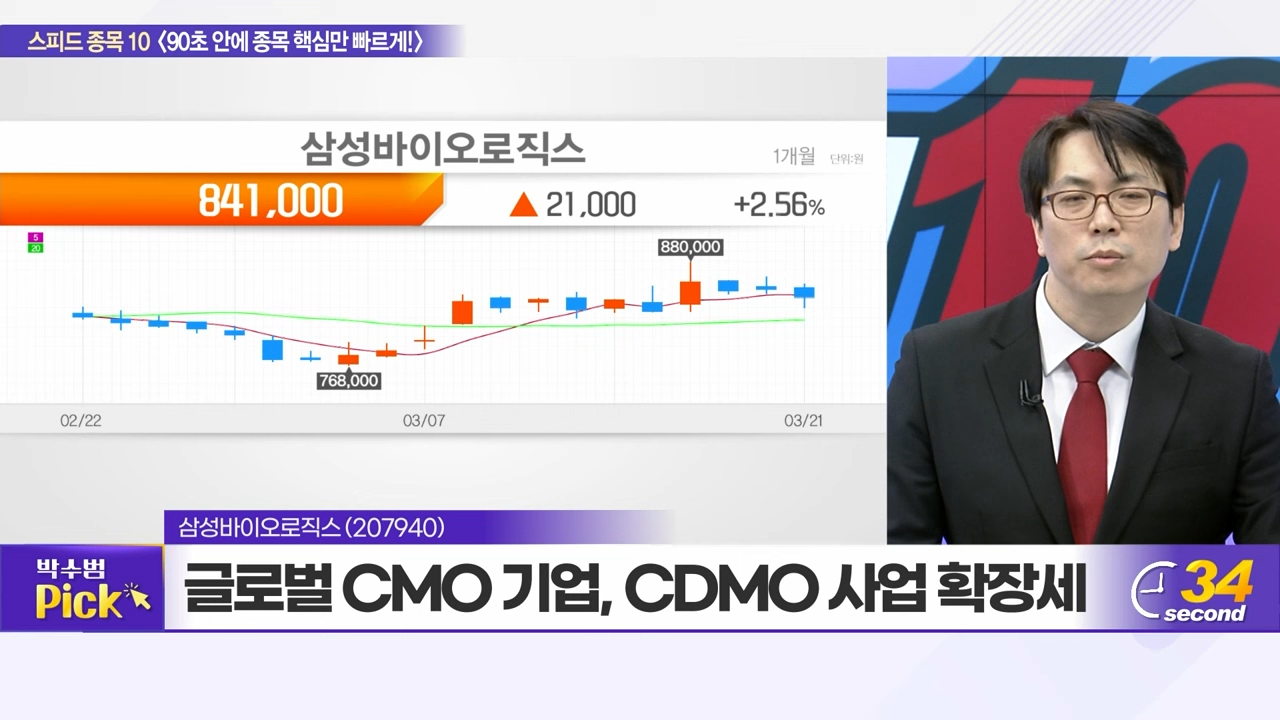 스피드 종목 10 <90초 안에 종목 핵심만 빠르게!>
삼성바이오로직스
1개월 단위:원
841,000 ▲ 21,000 +2.56%
5
20
880,000
768,000
02/22 03/07 03/21
삼성바이오로직스 (207940)
박수범
Pick
글로벌 CMO 기업, CDMO 사업 확장세
34
second
10